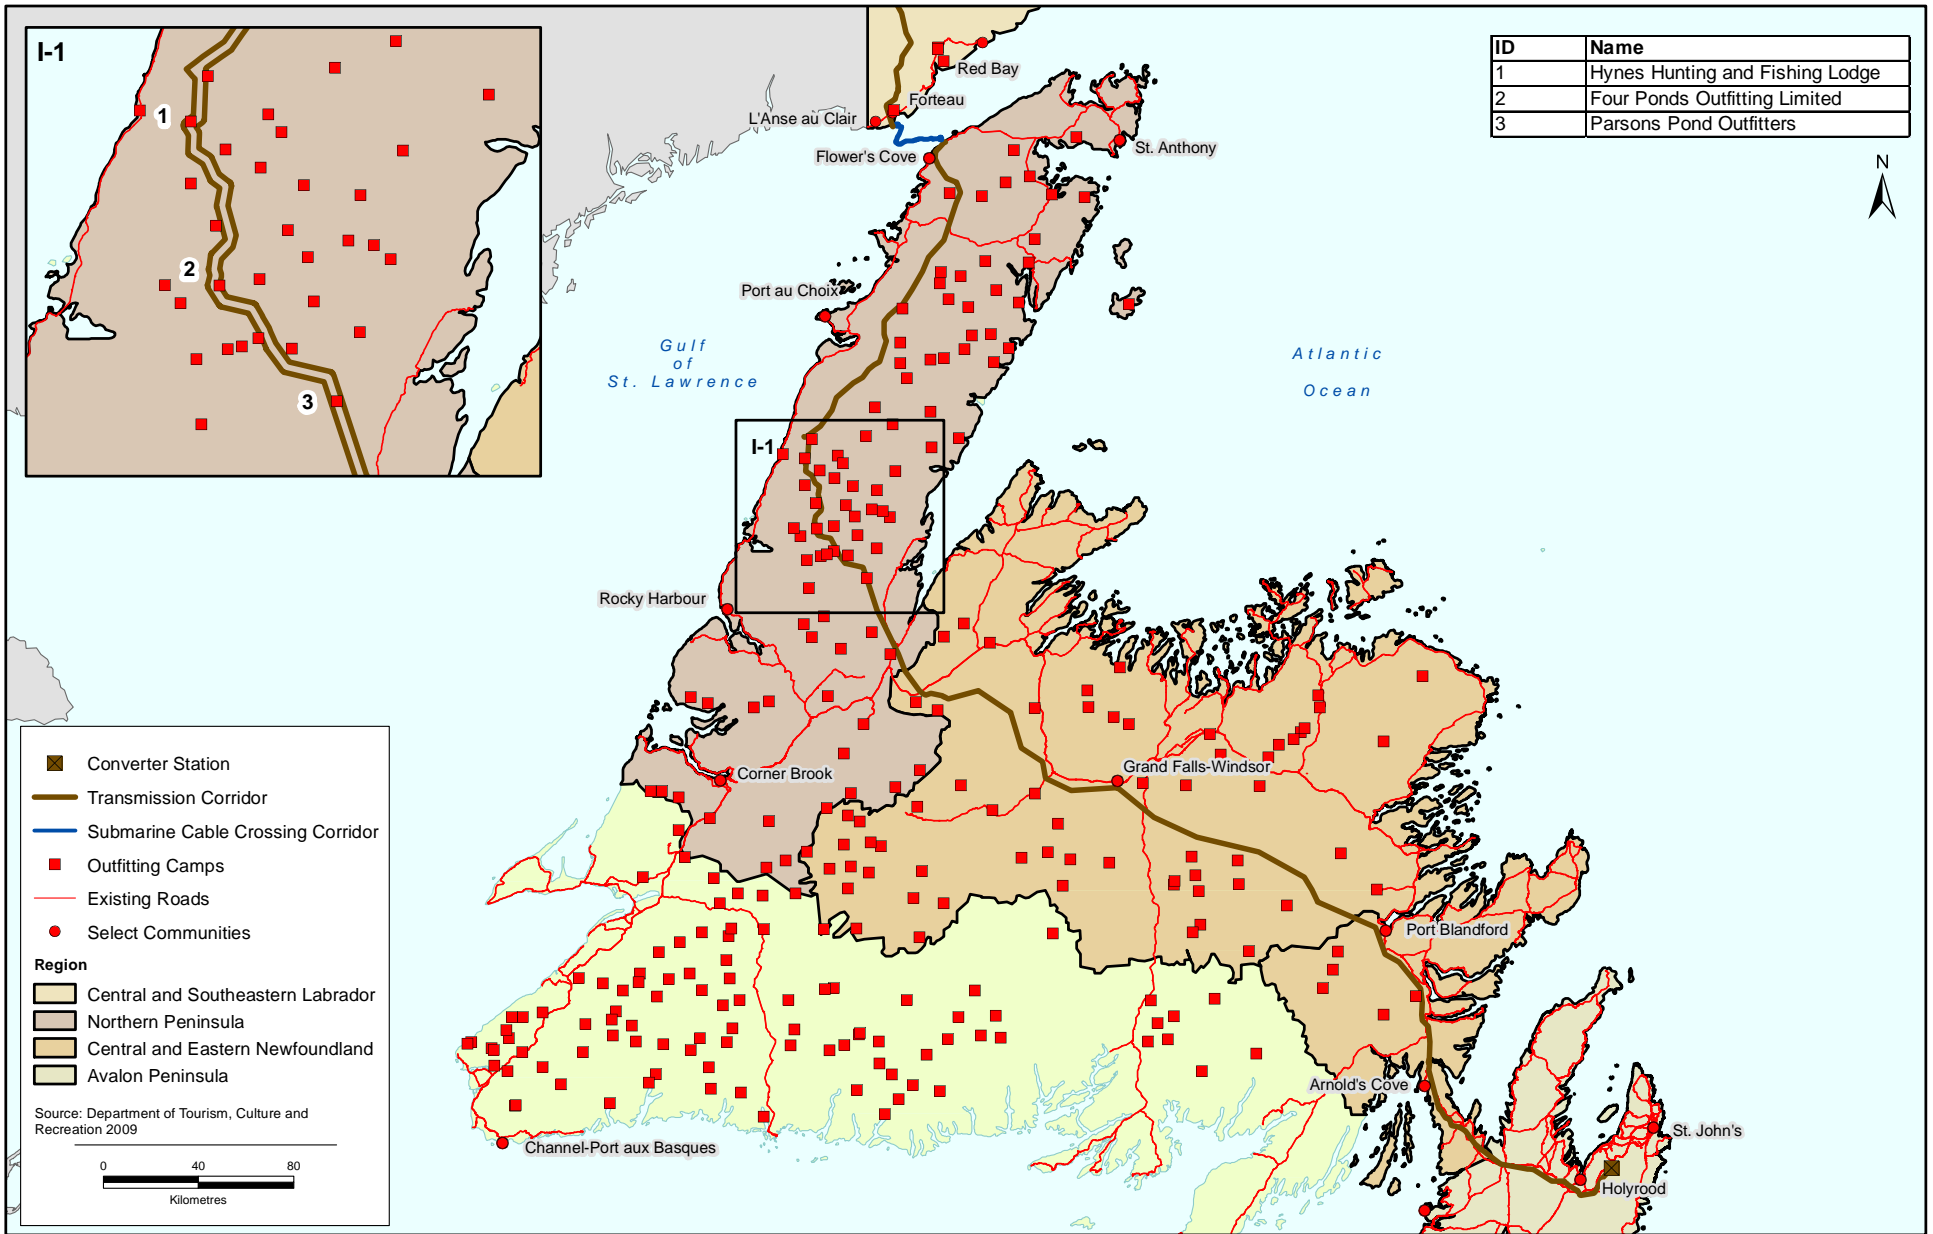 I-1
1
2
3
ID Name
1 Hynes Hunting and Fishing Lodge
2 Four Ponds Outfitting Limited
3 Parsons Pond Outfitters
N
Red Bay
Forteau
L'Anse au Clair
Flower's Cove
St. Anthony
Port au Choix
Gulf
of
St. Lawrence
Atlantic
Ocean
I-1
Rocky Harbour
Corner Brook
Grand Falls-Windsor
Port Blandford
Arnold's Cove
St. John's
Holyrood
Channel-Port aux Basques
Converter Station
Transmission Corridor
Submarine Cable Crossing Corridor
Outfitting Camps
Existing Roads
Select Communities
Region
Central and Southeastern Labrador
Northern Peninsula
Central and Eastern Newfoundland
Avalon Peninsula
Source: Department of Tourism, Culture and
Recreation 2009
0 40 80
Kilometres